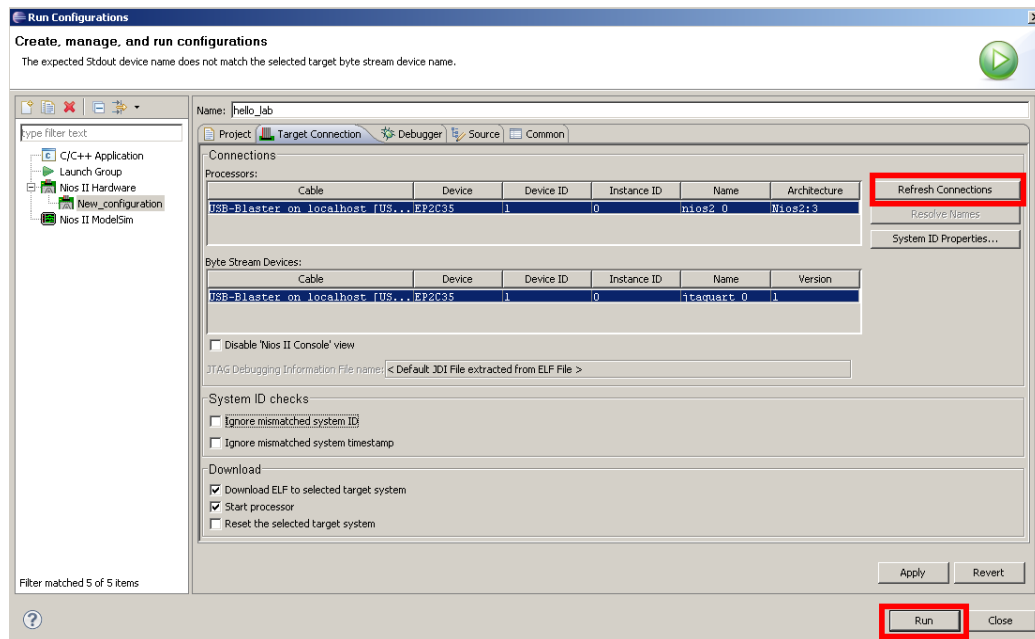 Run Configurations
Create, manage, and run configurations
The expected Stdout device name does not match the selected target byte stream device name.
type filter text
C/C++ Application
Launch Group
Nios II Hardware
New_configuration
Nios II ModelSim
Filter matched 5 of 5 items
Name: hello_lab
Project Target Connection Debugger Source Common
Connections
Processors:
Cable Device Device ID Instance ID Name Architecture
USB-Blaster on localhost [US... EP2C35 1 0 nios2_0 Nios2:3
Refresh Connections
Resolve Names
System ID Properties...
Byte Stream Devices:
Cable Device Device ID Instance ID Name Version
USB-Blaster on localhost [US... EP2C35 1 0 jtaguart_0 1
Disable 'Nios II Console' view
JTAG Debugging Information File name: < Default JDI File extracted from ELF File >
System ID checks
Ignore mismatched system ID
Ignore mismatched system timestamp
Download
Download ELF to selected target system
Start processor
Reset the selected target system
Apply Revert
Run Close